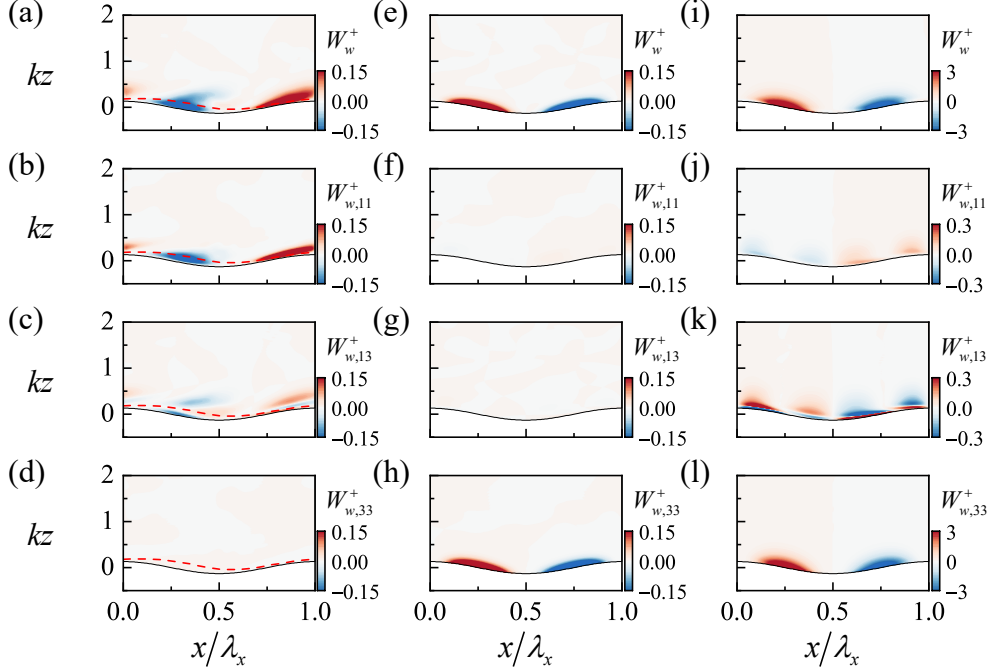 (a) kz 2 1 0 W_w^+ 0.15 0.00 −0.15
(e) W_w^+ 0.15 0.00 −0.15
(i) W_w^+ 3 0 −3
(b) kz 2 1 0 W_{w,11}^+ 0.15 0.00 −0.15
(f) W_{w,11}^+ 0.15 0.00 −0.15
(j) W_{w,11}^+ 0.3 0.0 −0.3
(c) kz 2 1 0 W_{w,13}^+ 0.15 0.00 −0.15
(g) W_{w,13}^+ 0.15 0.00 −0.15
(k) W_{w,13}^+ 0.3 0.0 −0.3
(d) kz 2 1 0 W_{w,33}^+ 0.15 0.00 −0.15
(h) W_{w,33}^+ 0.15 0.00 −0.15
(l) W_{w,33}^+ 3 0 −3
0.0 0.5 1.0
0.0 0.5 1.0
0.0 0.5 1.0
x/λ_x
x/λ_x
x/λ_x